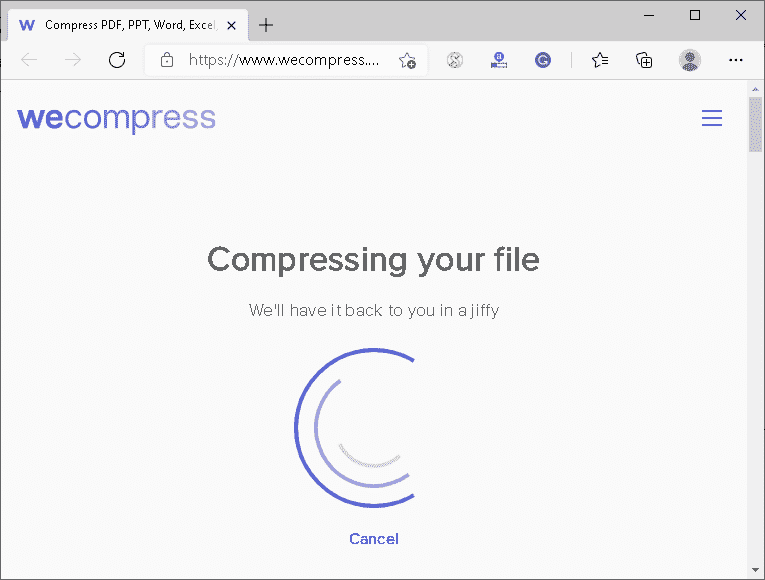 W Compress PDF, PPT, Word, Excel,
https://www.wecompress....
wecompress
Compressing your file
We'll have it back to you in a jiffy
Cancel